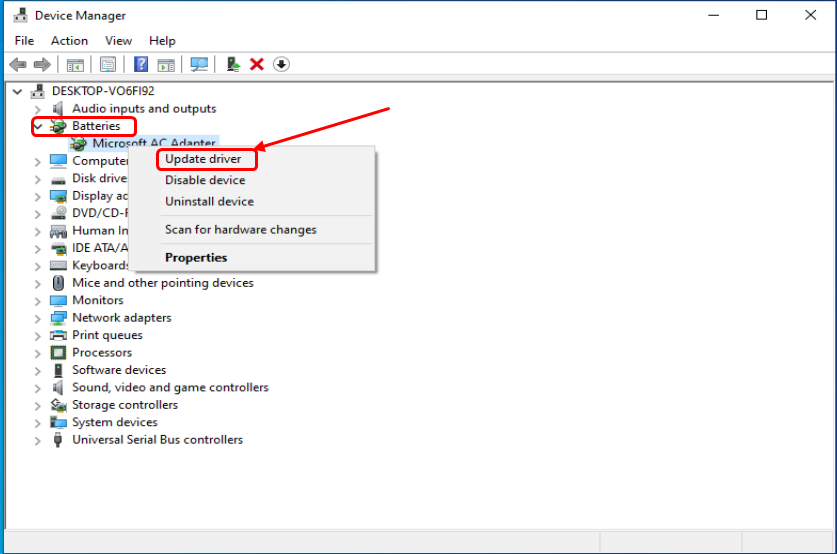 Device Manager
File Action View Help
DESKTOP-VO6FI92
Audio inputs and outputs
Batteries
Microsoft AC Adapter
Update driver
Disable device
Uninstall device
Scan for hardware changes
Properties
Computer
Disk drive
Display ad
DVD/CD-R
Human In
IDE ATA/A
Keyboards
Mice and other pointing devices
Monitors
Network adapters
Print queues
Processors
Software devices
Sound, video and game controllers
Storage controllers
System devices
Universal Serial Bus controllers